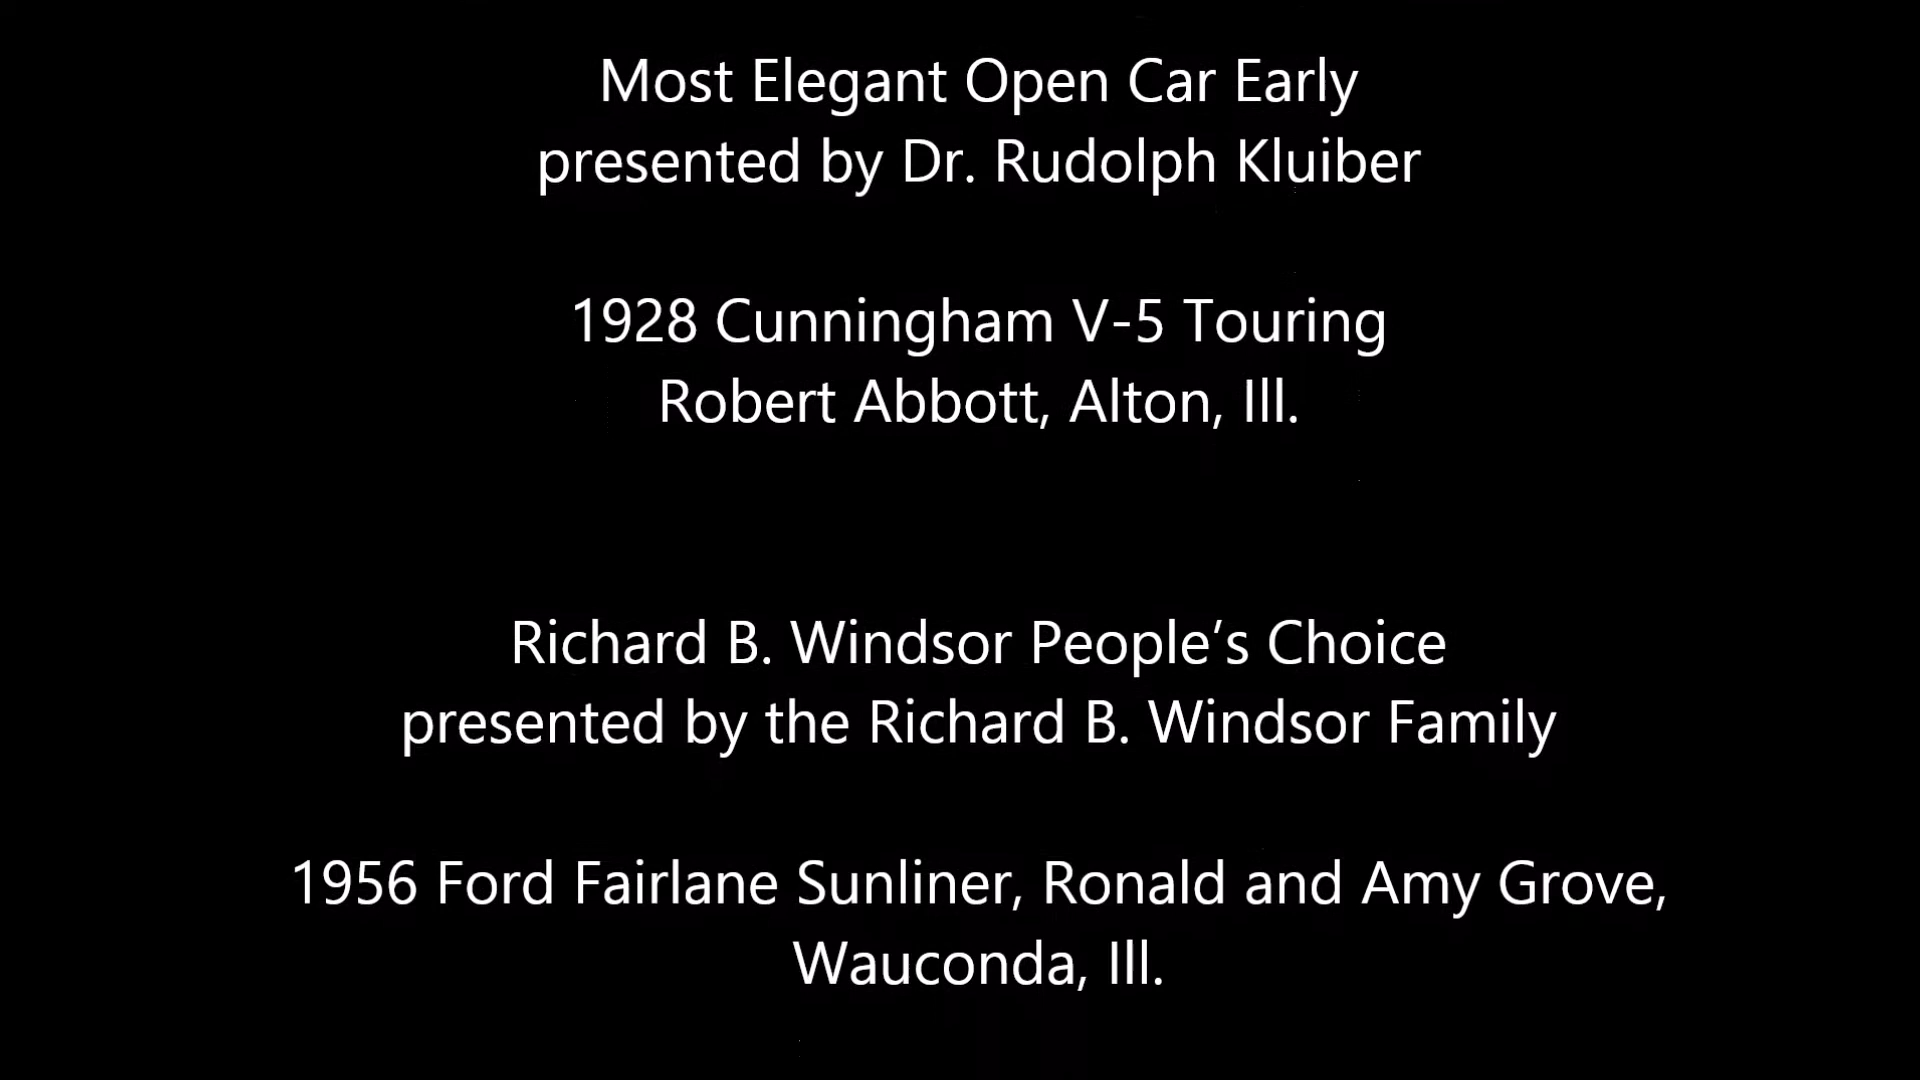 Most Elegant Open Car Early
presented by Dr. Rudolph Kluiber
1928 Cunningham V-5 Touring
Robert Abbott, Alton, Ill.
Richard B. Windsor People’s Choice
presented by the Richard B. Windsor Family
1956 Ford Fairlane Sunliner, Ronald and Amy Grove,
Wauconda, Ill.